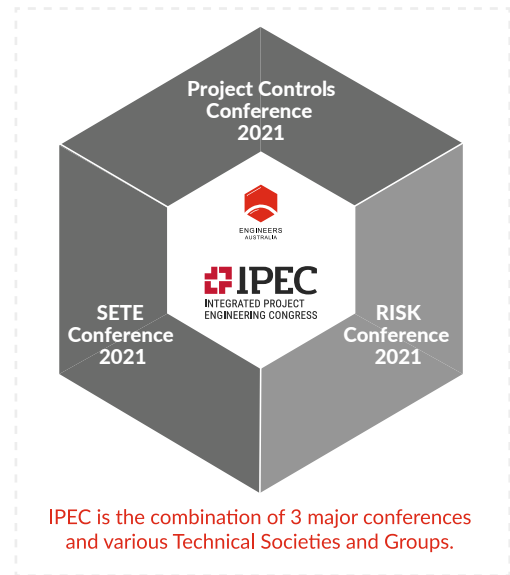 Project Controls
Conference
2021
ENGINEERS
AUSTRALIA
IPEC
INTEGRATED PROJECT
ENGINEERING CONGRESS
SETE
Conference
2021
RISK
Conference
2021
IPEC is the combination of 3 major conferences
and various Technical Societies and Groups.